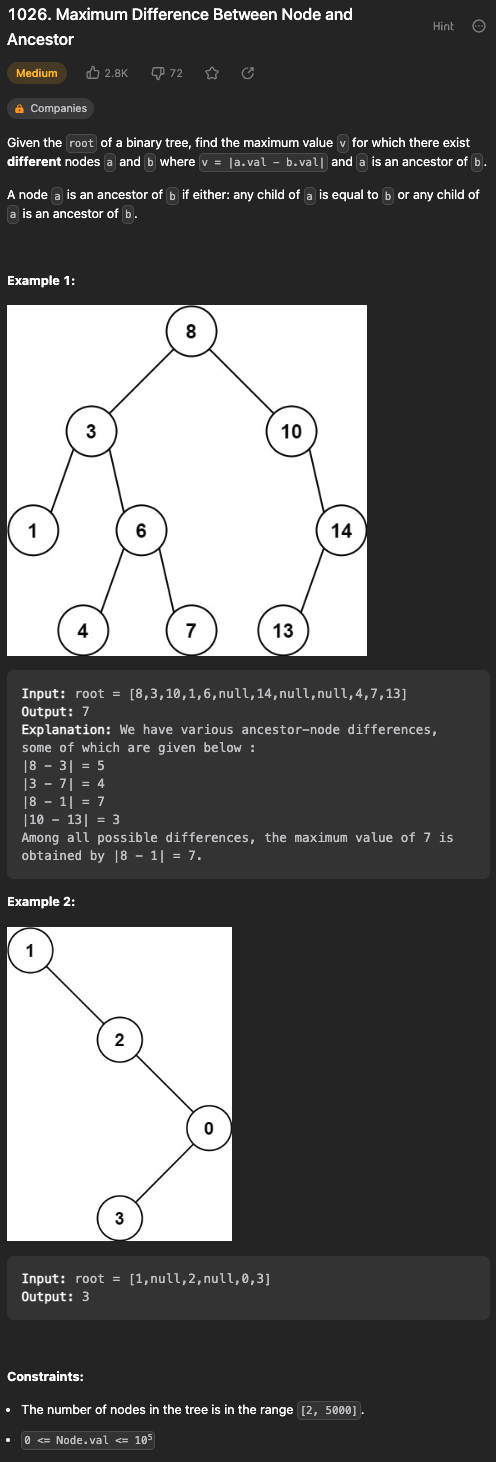 1026. Maximum Difference Between Node and
Ancestor
Hint
Medium 2.8K 72
Companies
Given the root of a binary tree, find the maximum value v for which there exist
different nodes a and b where v = |a.val - b.val| and a is an ancestor of b.
A node a is an ancestor of b if either: any child of a is equal to b or any child of
a is an ancestor of b.
Example 1:
8
3 10
1 6 14
4 7 13
Input: root = [8,3,10,1,6,null,14,null,null,4,7,13]
Output: 7
Explanation: We have various ancestor-node differences,
some of which are given below :
|8 - 3| = 5
|3 - 7| = 4
|8 - 1| = 7
|10 - 13| = 3
Among all possible differences, the maximum value of 7 is
obtained by |8 - 1| = 7.
Example 2:
1
2
0
3
Input: root = [1,null,2,null,0,3]
Output: 3
Constraints:
• The number of nodes in the tree is in the range [2, 5000].
• 0 <= Node.val <= 10⁵